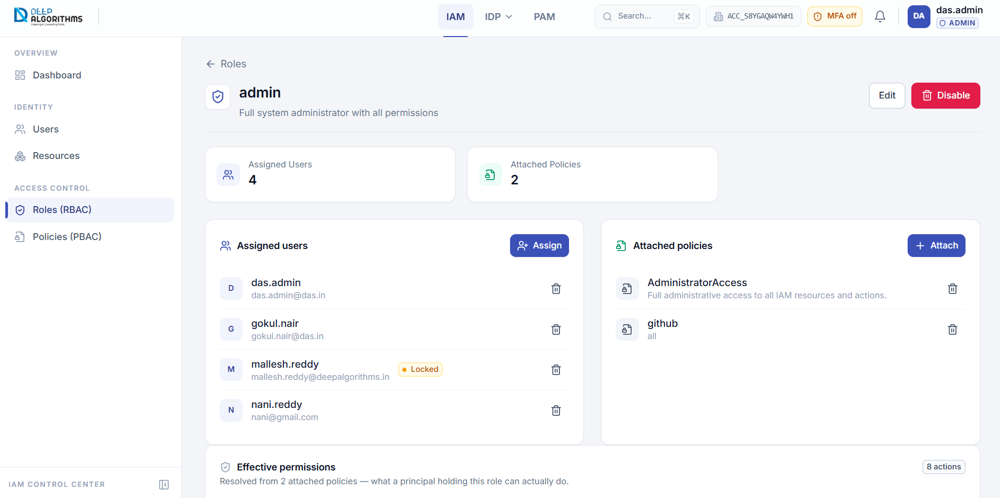 DEEP
ALGORITHMS
Fostering AI, Connecting Minds.
IAM
IDP
PAM
Search...
⌘K
ACC_S8YGAQW4YWH1
MFA off
DA
das.admin
ADMIN
OVERVIEW
Dashboard
IDENTITY
Users
Resources
ACCESS CONTROL
Roles (RBAC)
Policies (PBAC)
IAM CONTROL CENTER
Roles
admin
Full system administrator with all permissions
Edit
Disable
Assigned Users
4
Attached Policies
2
Assigned users
Assign
D
das.admin
das.admin@das.in
G
gokul.nair
gokul.nair@das.in
M
mallesh.reddy
mallesh.reddy@deepalgorithms.in
Locked
N
nani.reddy
nani@gmail.com
Attached policies
Attach
AdministratorAccess
Full administrative access to all IAM resources and actions.
github
all
Effective permissions
8 actions
Resolved from 2 attached policies — what a principal holding this role can actually do.